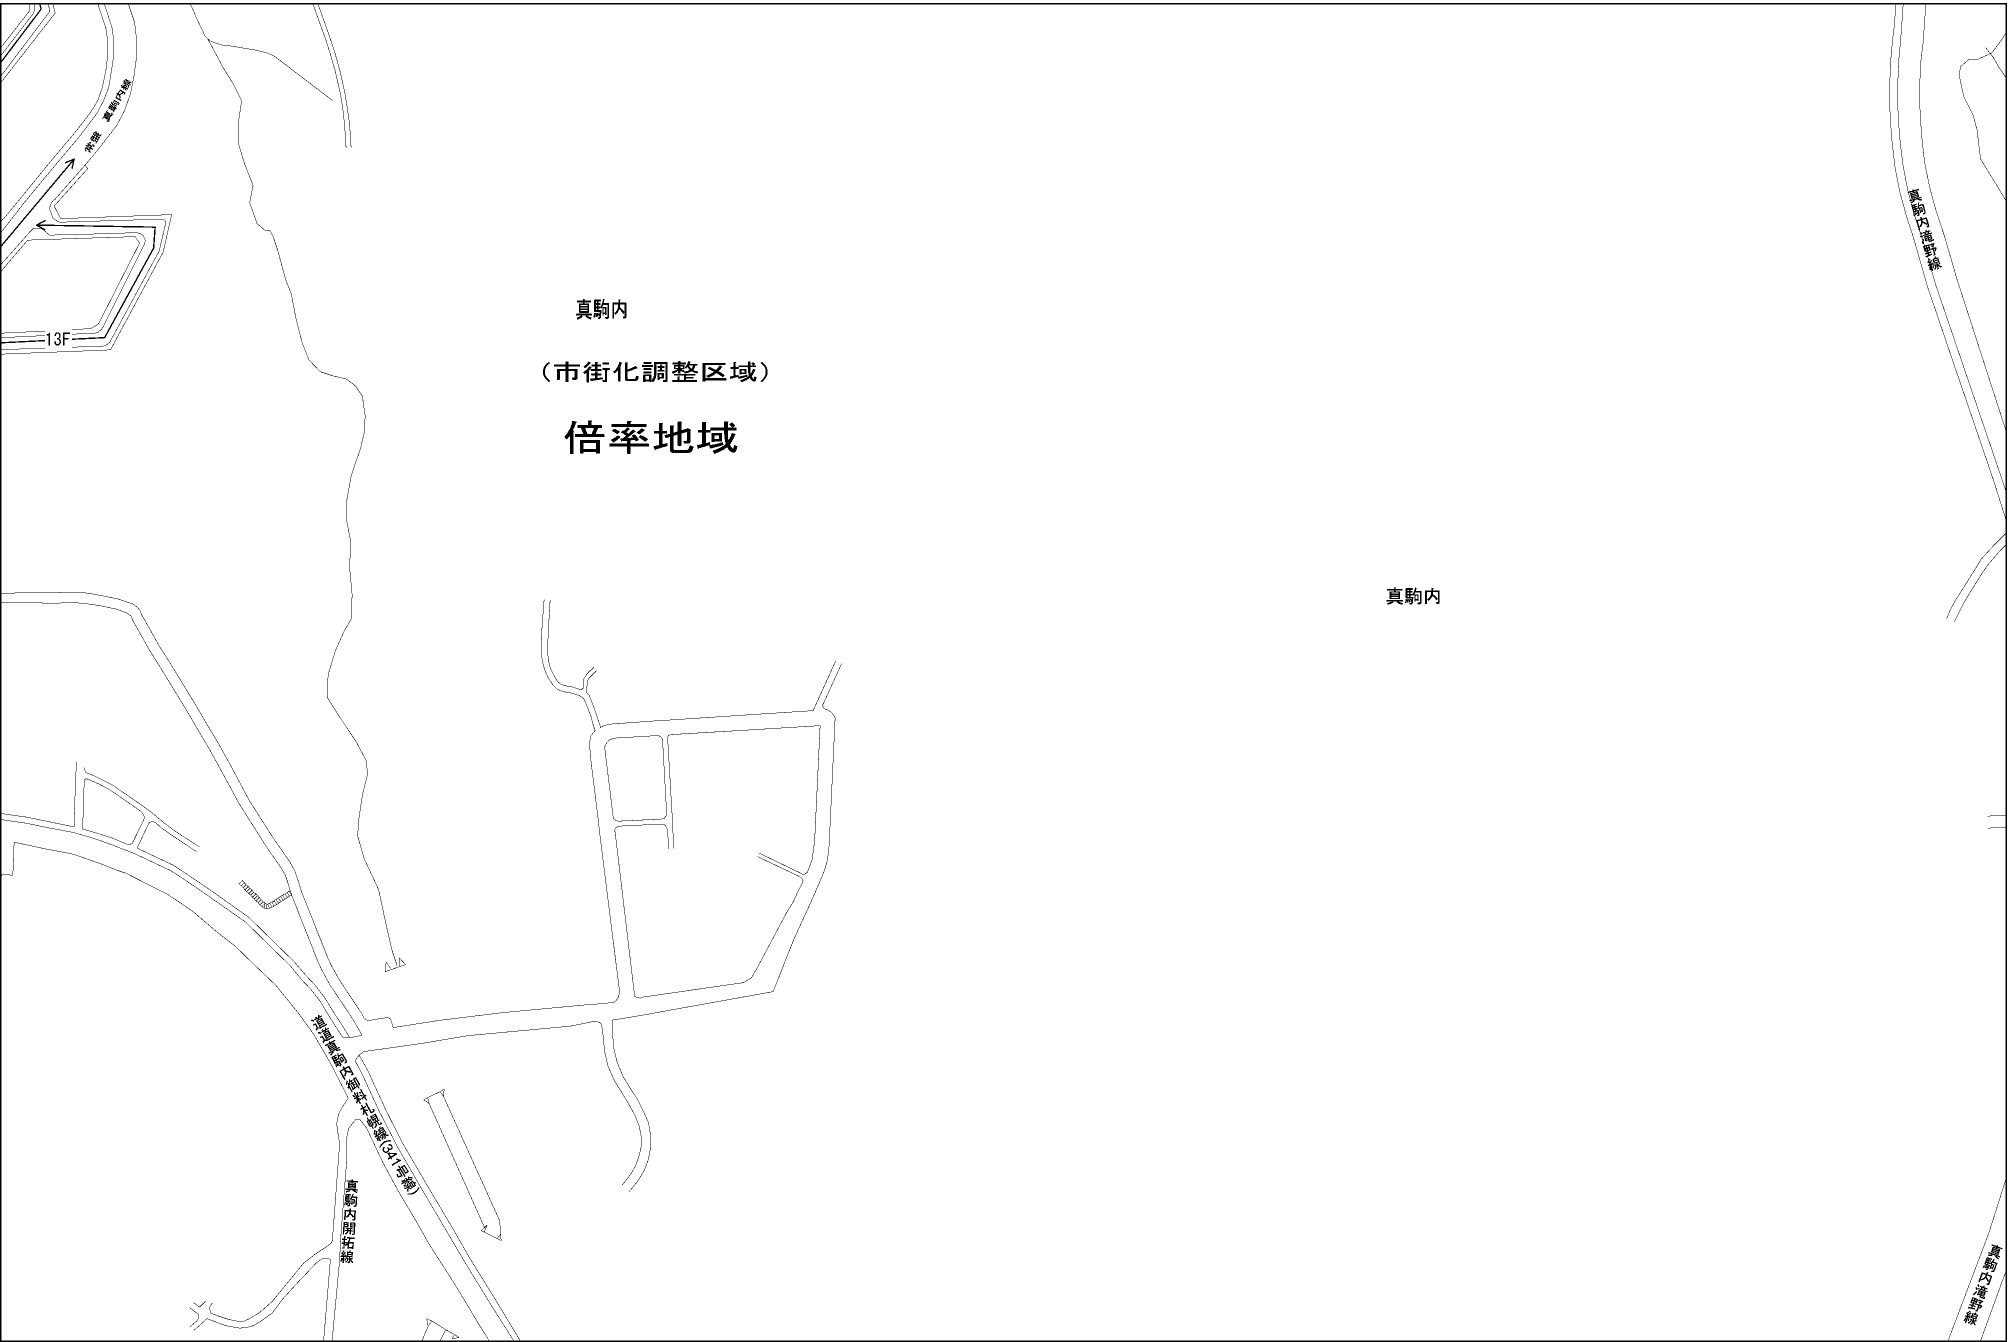 常盤　真駒内線
真駒内滝野線
13F
真駒内
（市街化調整区域）
倍率地域
真駒内
道道真駒内御料札幌線(341号線)
真駒内開拓線
真駒内滝野線